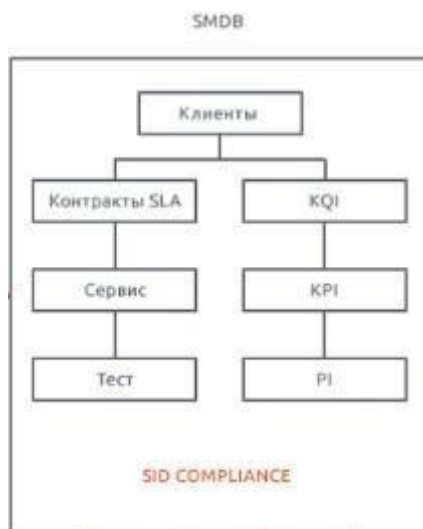 SMDB
Клиенты
Контракты SLA
KQI
Сервис
KPI
Тест
PI
SID COMPLIANCE